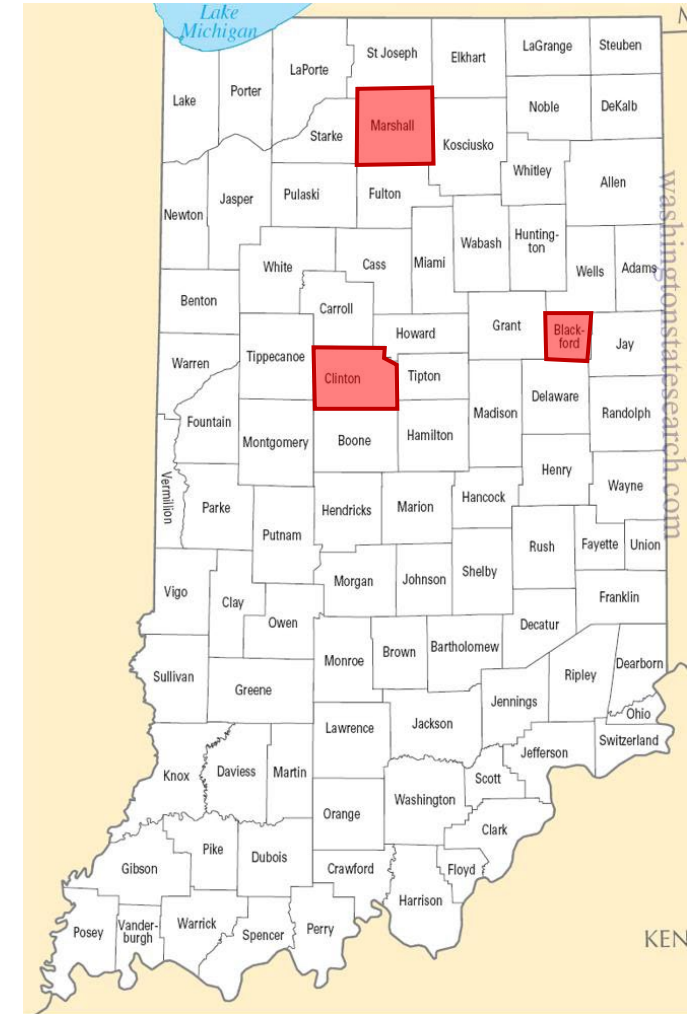 Lake
Michigan
M
St Joseph
Elkhart
LaGrange
Steuben
LaPorte
Porter
Lake
Noble
DeKalb
Marshall
Starke
Kosciusko
Whitley
Allen
Pulaski
Fulton
Jasper
Newton
Wabash
Hunting-
ton
White
Cass
Miami
Wells
Adams
Benton
Carroll
Grant
Black-
ford
Howard
Jay
Tippecanoe
Warren
Clinton
Tipton
Delaware
Madison
Randolph
Fountain
Montgomery
Boone
Hamilton
Henry
Wayne
Vermillion
Parke
Hendricks
Marion
Hancock
Putnam
Rush
Fayette
Union
Shelby
Morgan
Johnson
Vigo
Clay
Franklin
Owen
Decatur
Brown
Bartholomew
Monroe
Dearborn
Ripley
Sullivan
Greene
Jennings
Ohio
Lawrence
Jackson
Switzerland
Jefferson
Knox
Daviess
Martin
Scott
Washington
Orange
Clark
Pike
Dubois
Gibson
Crawford
Floyd
Harrison
Posey
Vander-
burgh
Warrick
Spencer
Perry
KEN
washingtonstatesearch.com